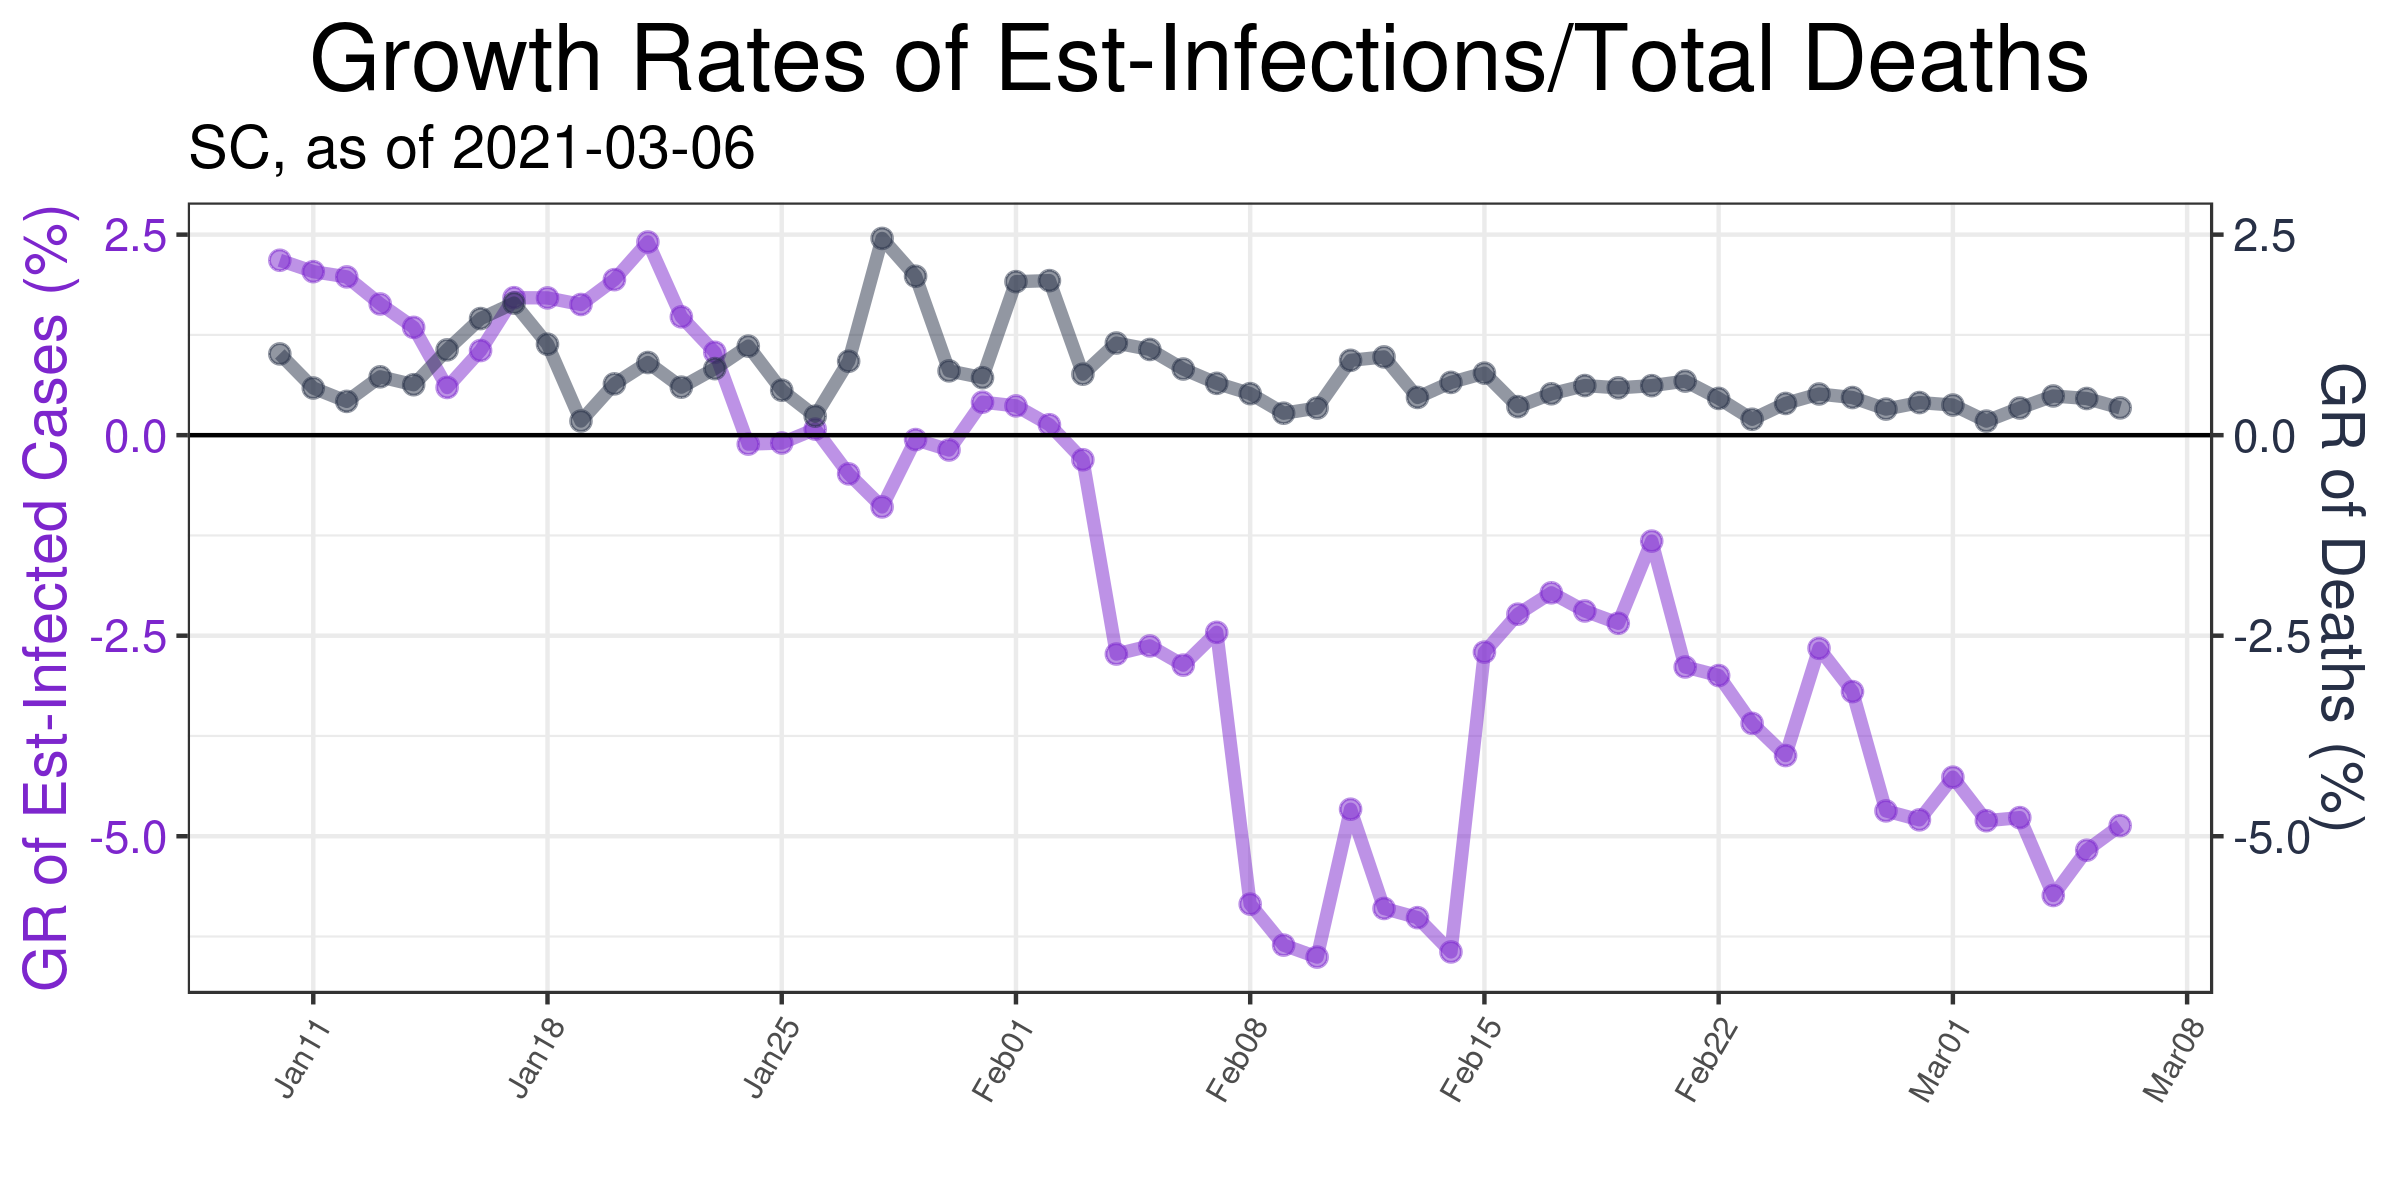 Growth Rates of Est-Infections/Total Deaths
SC, as of 2021-03-06
GR of Est-Infected Cases (%)
2.5
0.0
-2.5
-5.0
2.5
0.0
-2.5
-5.0
GR of Deaths (%)
Jan11
Jan18
Jan25
Feb01
Feb08
Feb15
Feb22
Mar01
Mar08